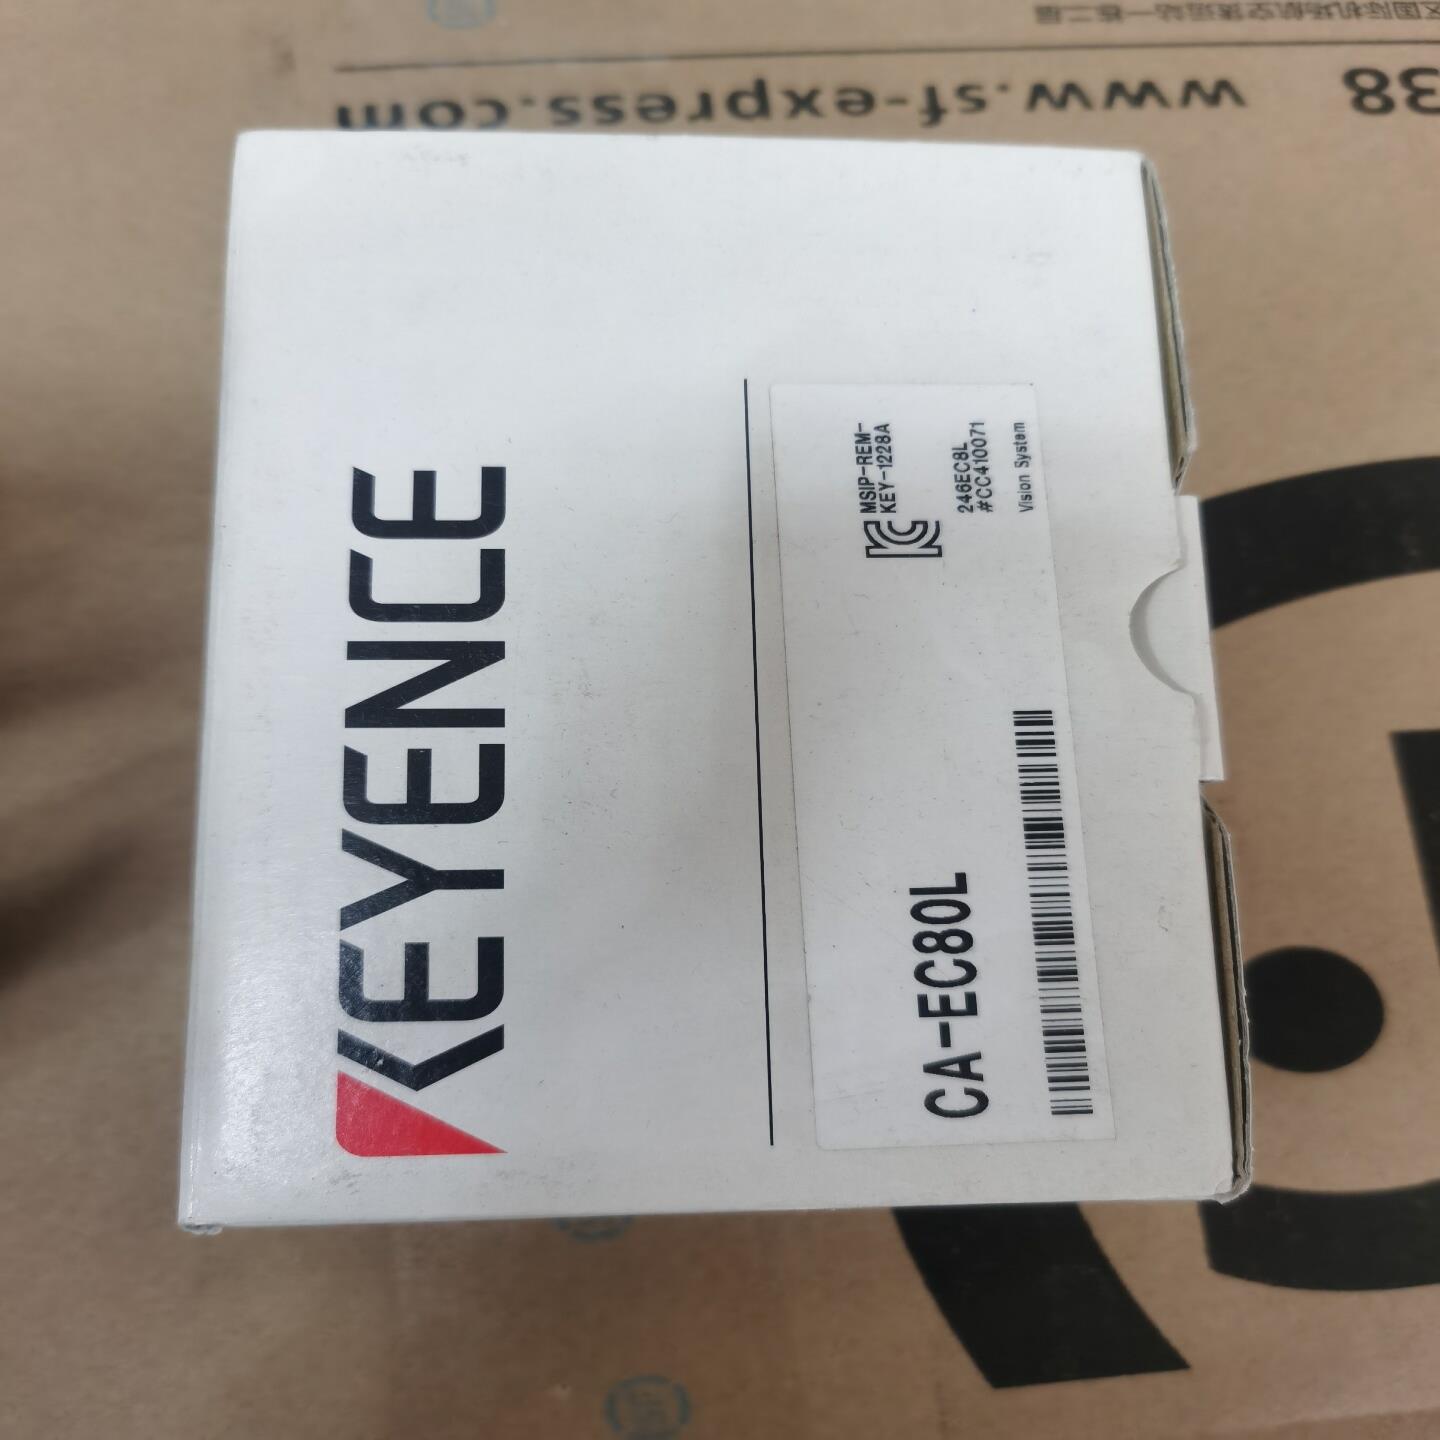 www.sf-express.com
38
KEYENCE
MSIP-REM-
KEY-1228A
246EC8L
#CC410071
Vision System
CA-EC80L